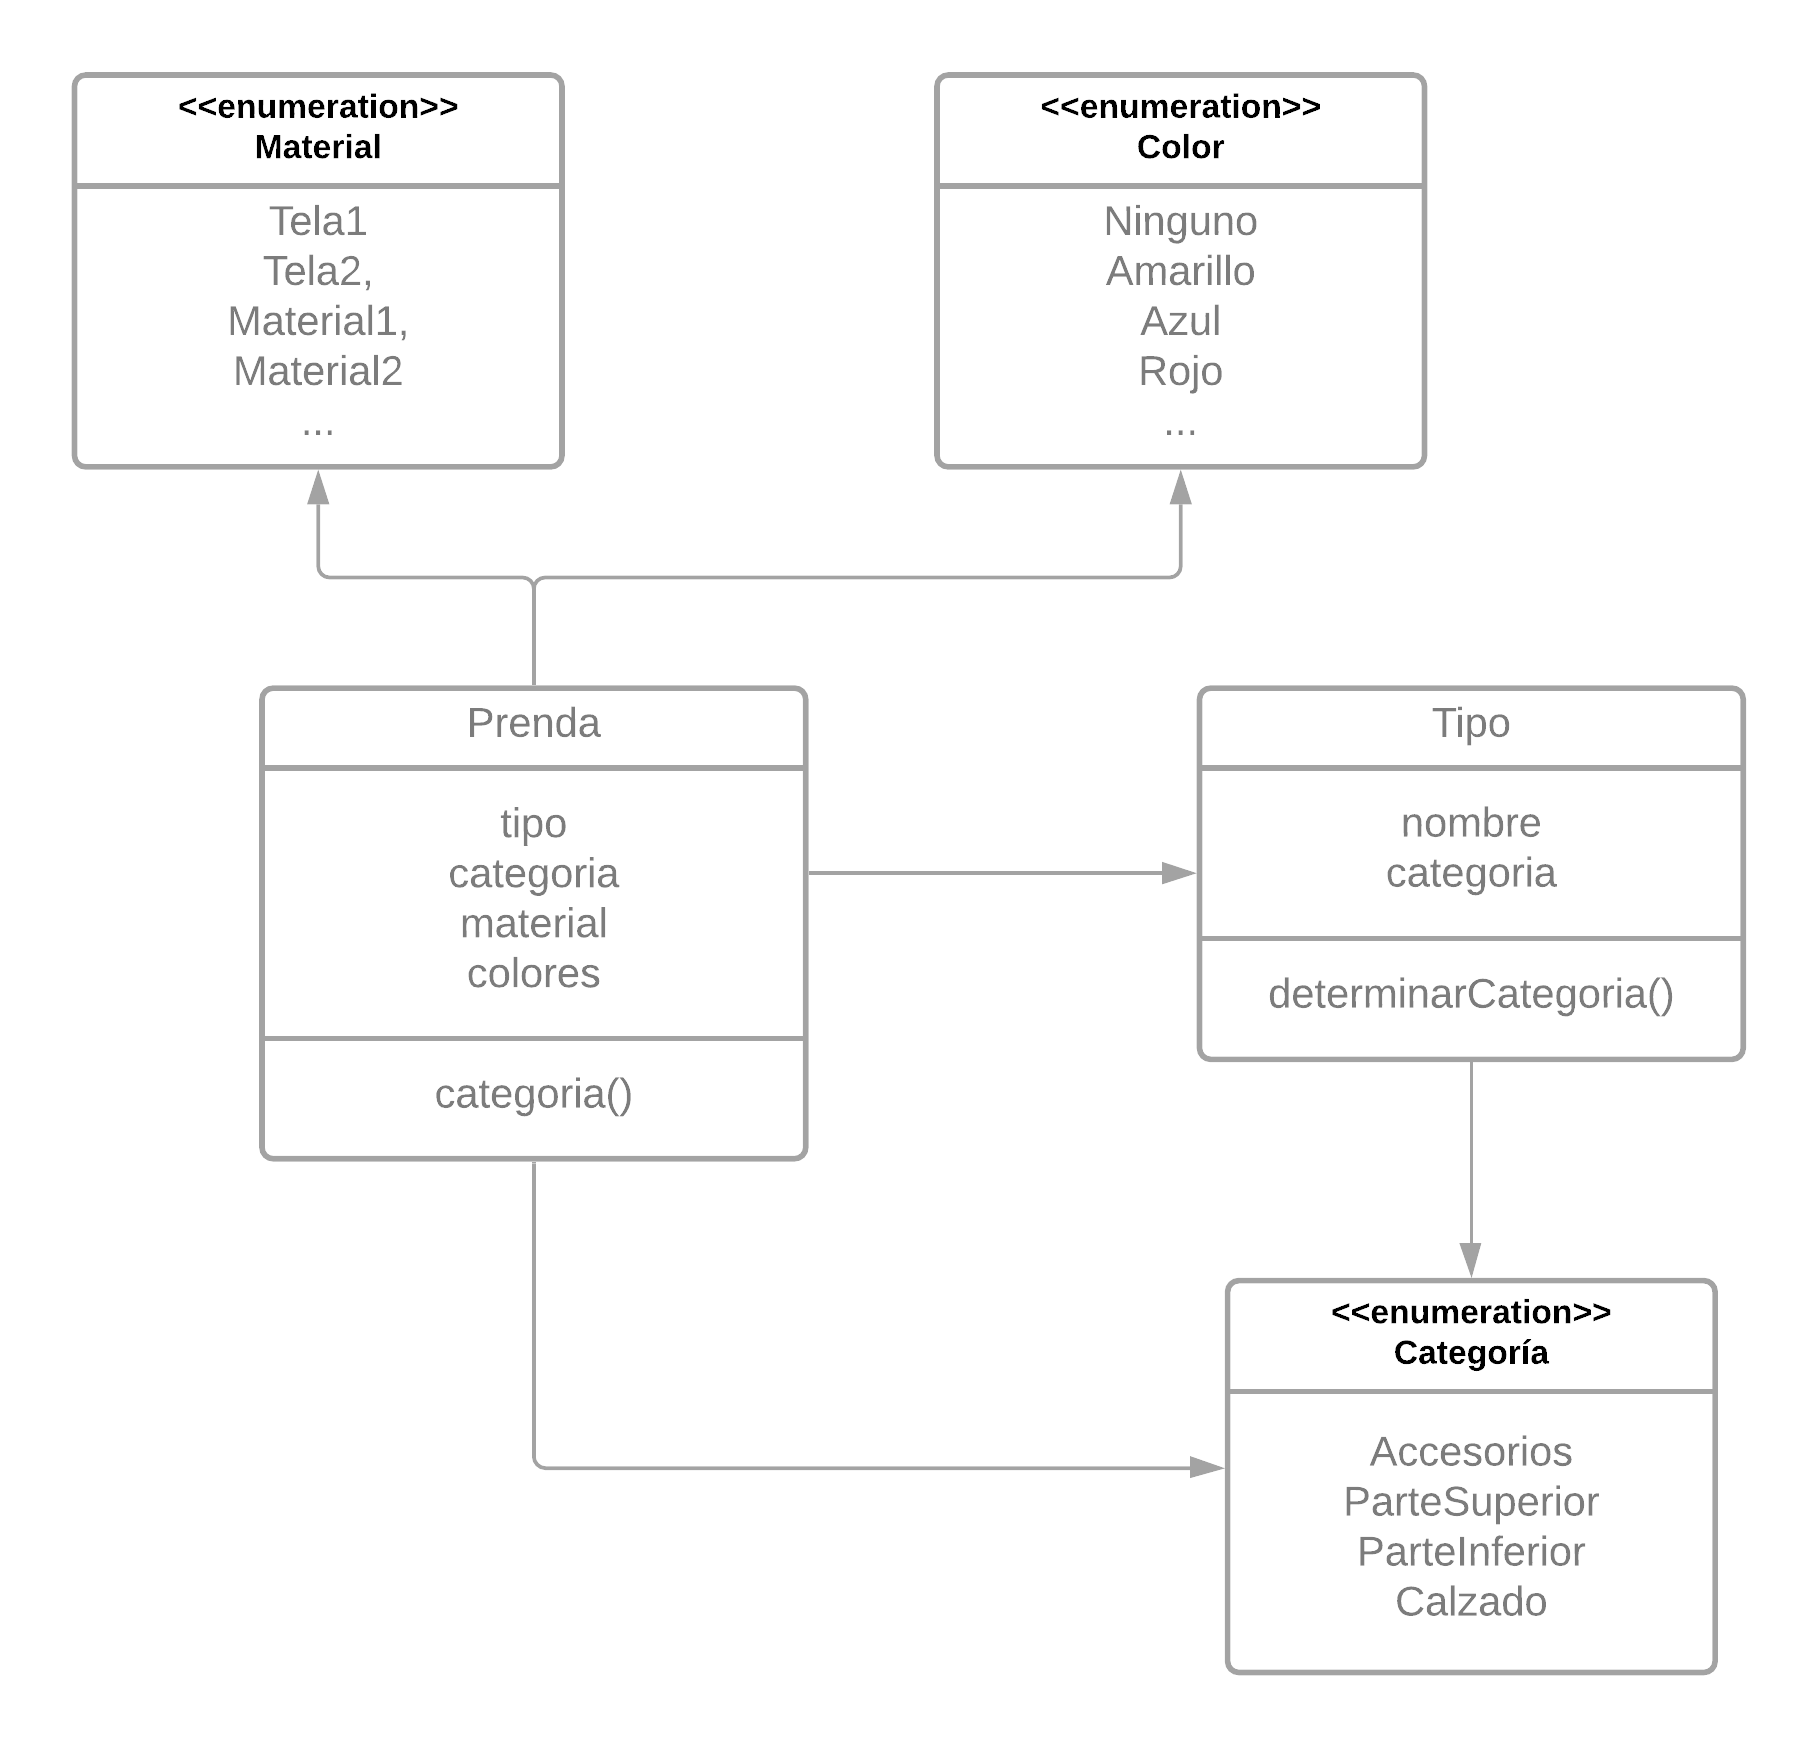 <<enumeration>>
Material
Tela1
Tela2,
Material1,
Material2
...
<<enumeration>>
Color
Ninguno
Amarillo
Azul
Rojo
...
Prenda
tipo
categoria
material
colores
categoria()
Tipo
nombre
categoria
determinarCategoria()
<<enumeration>>
Categoría
Accesorios
ParteSuperior
ParteInferior
Calzado